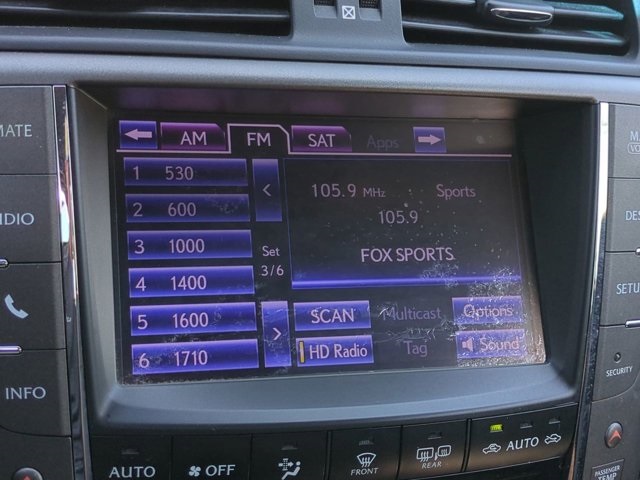 AM FM SAT Apps
1 530
2 600
3 1000
4 1400
5 1600
6 1710
Set
3/6
105.9 MHz Sports
105.9
FOX SPORTS
SCAN Multicast Options
HD Radio Tag Sound
MATE
INFO
DES
SETU
SECURITY
AUTO
OFF
FRONT
REAR
AUTO
PASSENGER
TEMP